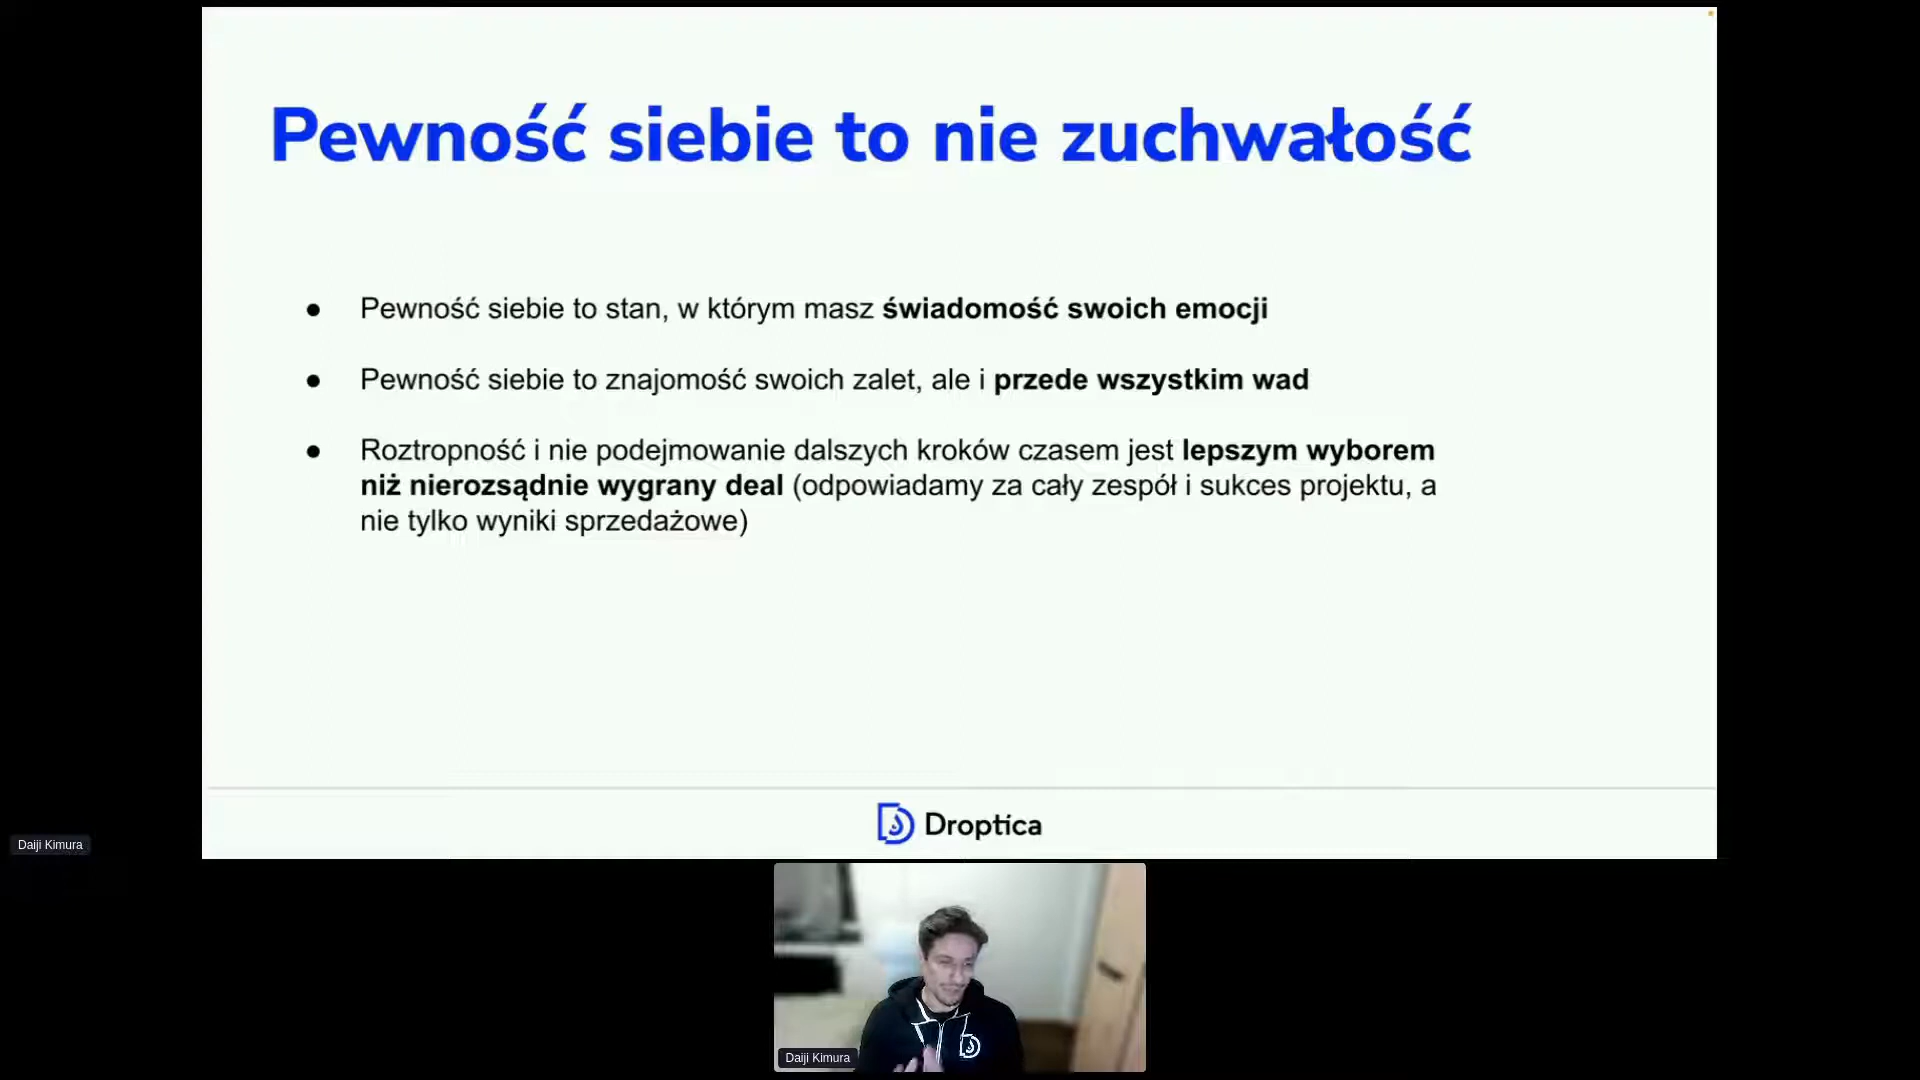 Pewność siebie to nie zuchwałość
● Pewność siebie to stan, w którym masz świadomość swoich emocji
● Pewność siebie to znajomość swoich zalet, ale i przede wszystkim wad
● Roztropność i nie podejmowanie dalszych kroków czasem jest lepszym wyborem
niż nierozsądnie wygrany deal (odpowiadamy za cały zespół i sukces projektu, a
nie tylko wyniki sprzedażowe)
Droptica
Daiji Kimura
Daiji Kimura